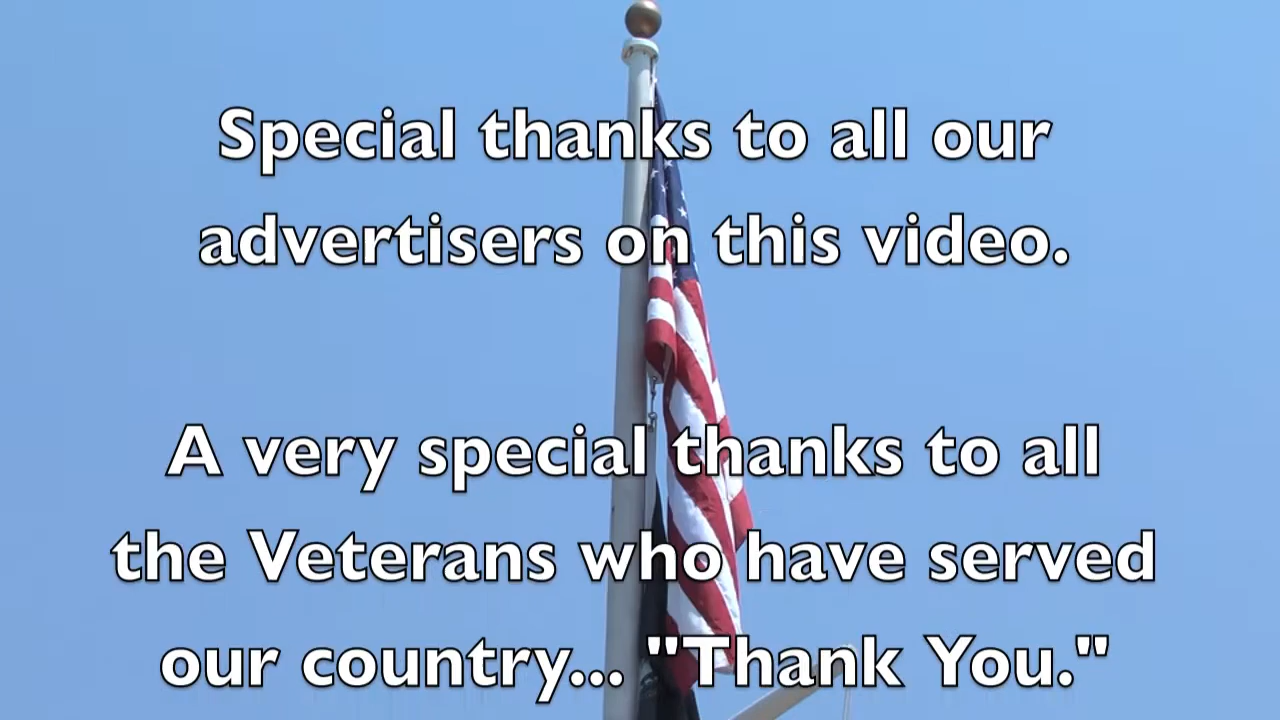 Special thanks to all our
advertisers on this video.
A very special thanks to all
the Veterans who have served
our country... "Thank You."